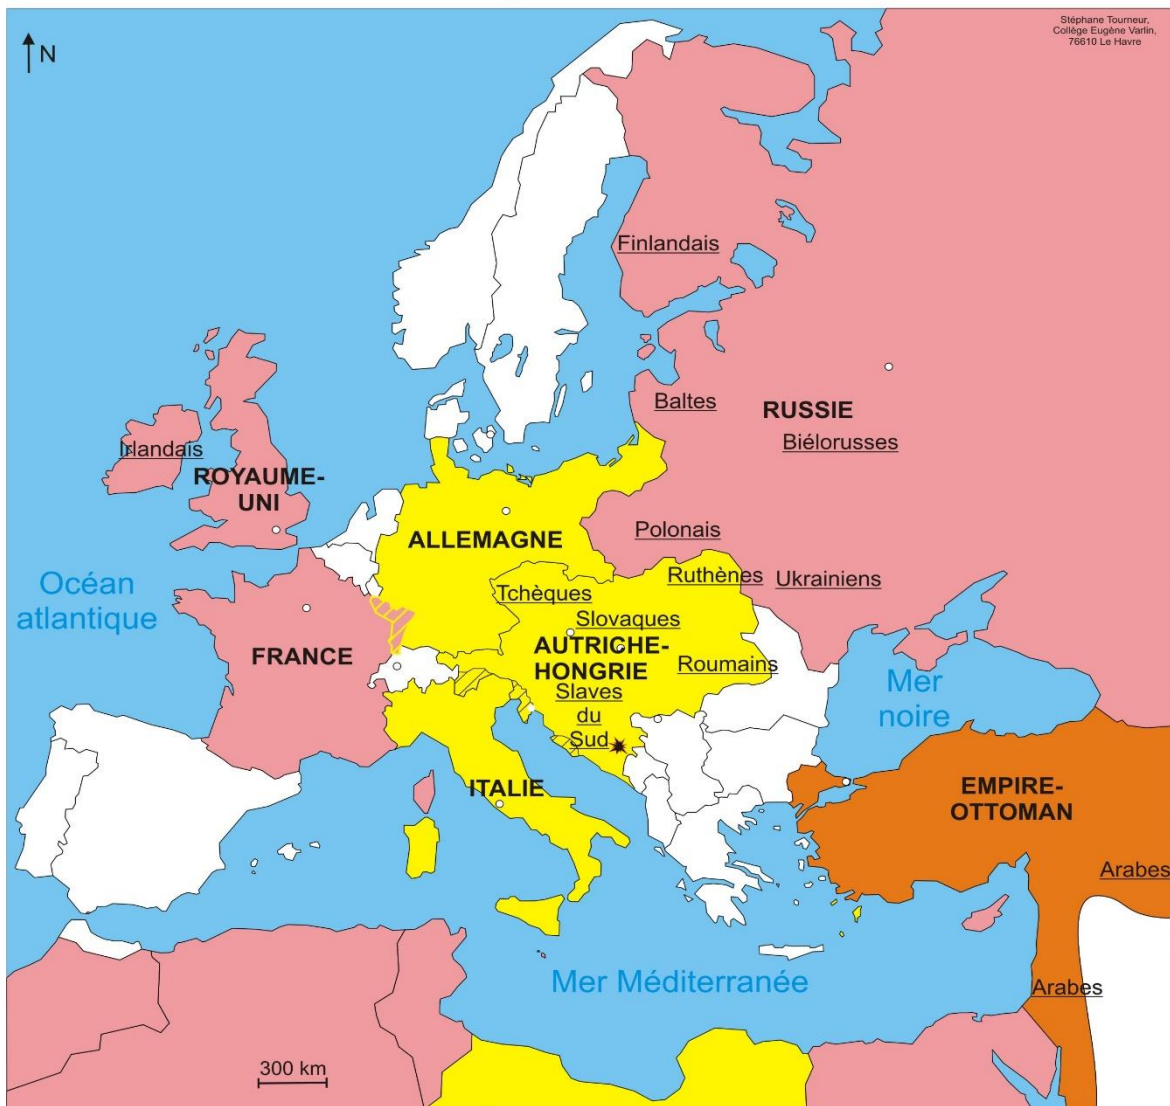 Stéphane Tourneur,
Collège Eugène Varlin,
76610 Le Havre
N
Finlandais
Baltes
RUSSIE
Biélorusses
Irlandais
ROYAUME-
UNI
ALLEMAGNE
Polonais
Océan
atlantique
Tchèques
Ruthènes
Ukrainiens
Slovaques
FRANCE
AUTRICHE-
HONGRIE
Roumains
Slaves
du
Sud
Mer
noire
ITALIE
EMPIRE-
OTTOMAN
Arabes
Mer Méditerranée
Arabes
300 km